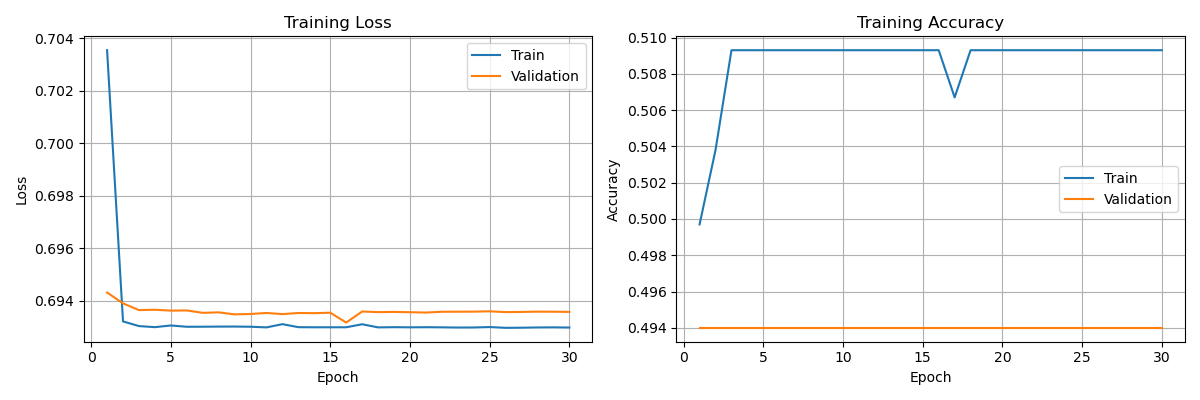 Training Loss
0.704
0.702
0.700
0.698
0.696
0.694
Loss
0 5 10 15 20 25 30
Epoch
Train
Validation
Training Accuracy
0.510
0.508
0.506
0.504
0.502
0.500
0.498
0.496
0.494
Accuracy
0 5 10 15 20 25 30
Epoch
Train
Validation